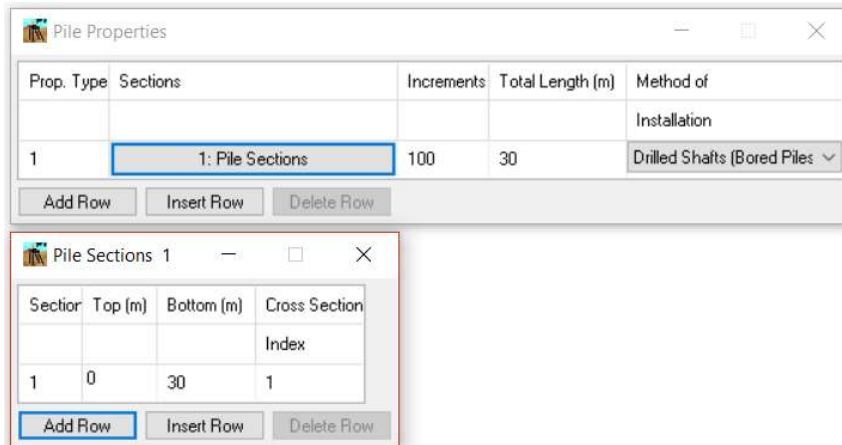 Pile Properties
Prop. Type Sections Increments Total Length (m) Method of
Installation
1 1: Pile Sections 100 30 Drilled Shafts (Bored Piles
Add Row Insert Row Delete Row
Pile Sections 1
Section Top (m) Bottom (m) Cross Section
Index
1 0 30 1
Add Row Insert Row Delete Row